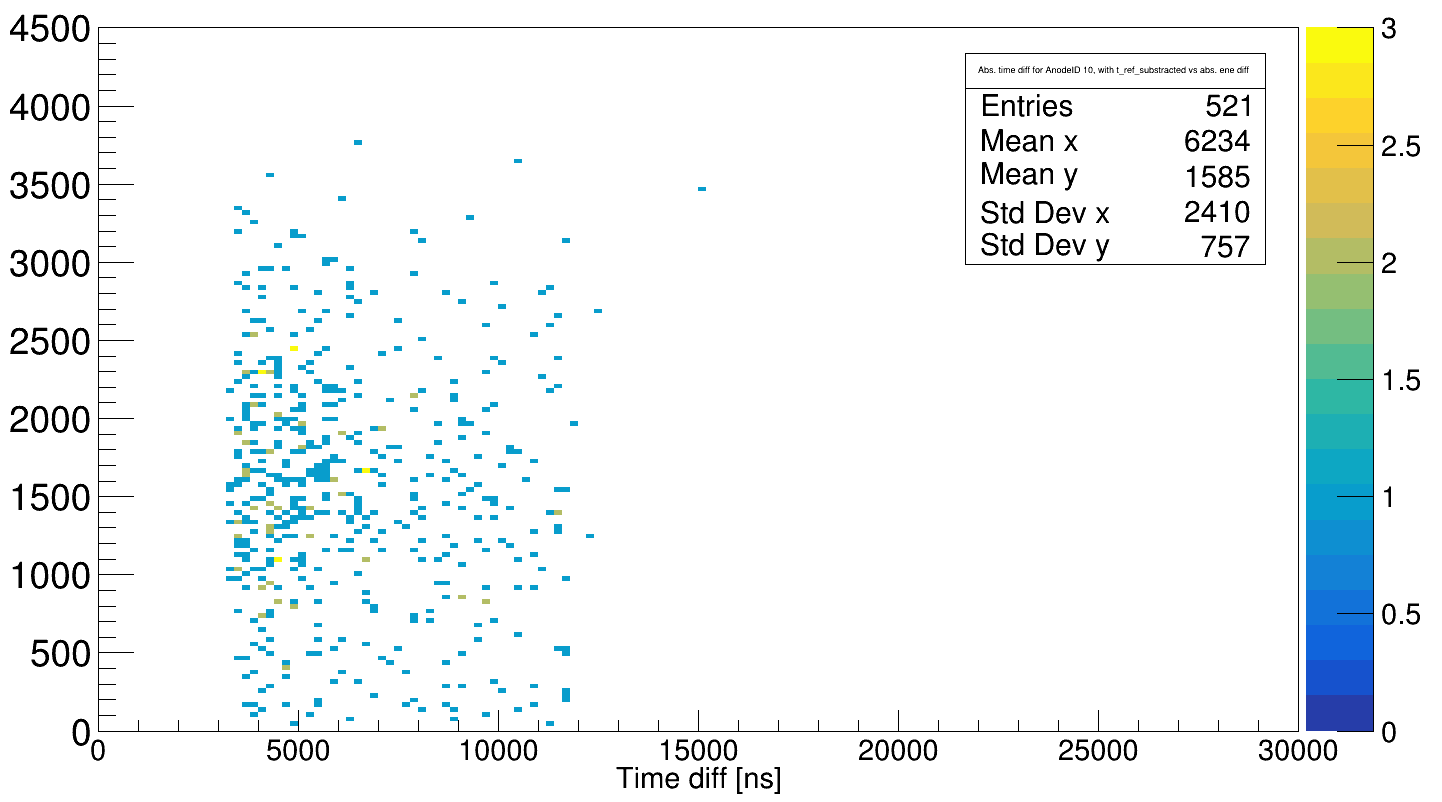 4500
4000
3500
3000
2500
2000
1500
1000
500
0
0 5000 10000 15000 20000 25000 30000
Time diff [ns]
Abs. time diff for AnodeID 10, with t_ref_substracted vs abs. ene diff
Entries 521
Mean x 6234
Mean y 1585
Std Dev x 2410
Std Dev y 757
3
2.5
2
1.5
1
0.5
0